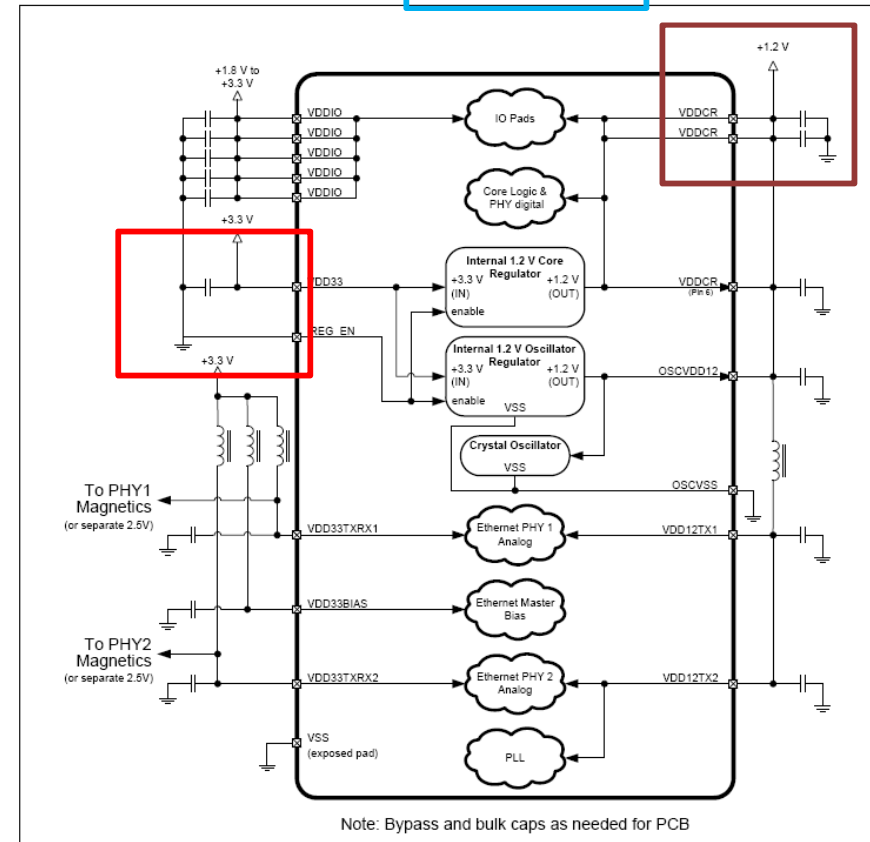 +1.2 V
+1.8 V to
+3.3 V
VDDIO
VDDIO
VDDIO
VDDIO
VDDIO
IO Pads
VDDCR
VDDCR
Core Logic &
PHY digital
+3.3 V
VDD33
Internal 1.2 V Core
Regulator
+3.3 V
(IN)
+1.2 V
(OUT)
enable
VDDCR
(Pin 6)
REG_EN
+3.3 V
Internal 1.2 V Oscillator
Regulator
+3.3 V
(IN)
+1.2 V
(OUT)
enable
VSS
OSCVDD12
Crystal Oscillator
VSS
OSCVSS
To PHY1
Magnetics
(or separate 2.5V)
VDD33TXRX1
Ethernet PHY 1
Analog
VDD12TX1
VDD33BIAS
Ethernet Master
Bias
To PHY2
Magnetics
(or separate 2.5V)
VDD33TXRX2
Ethernet PHY 2
Analog
VDD12TX2
VSS
(exposed pad)
PLL
Note: Bypass and bulk caps as needed for PCB